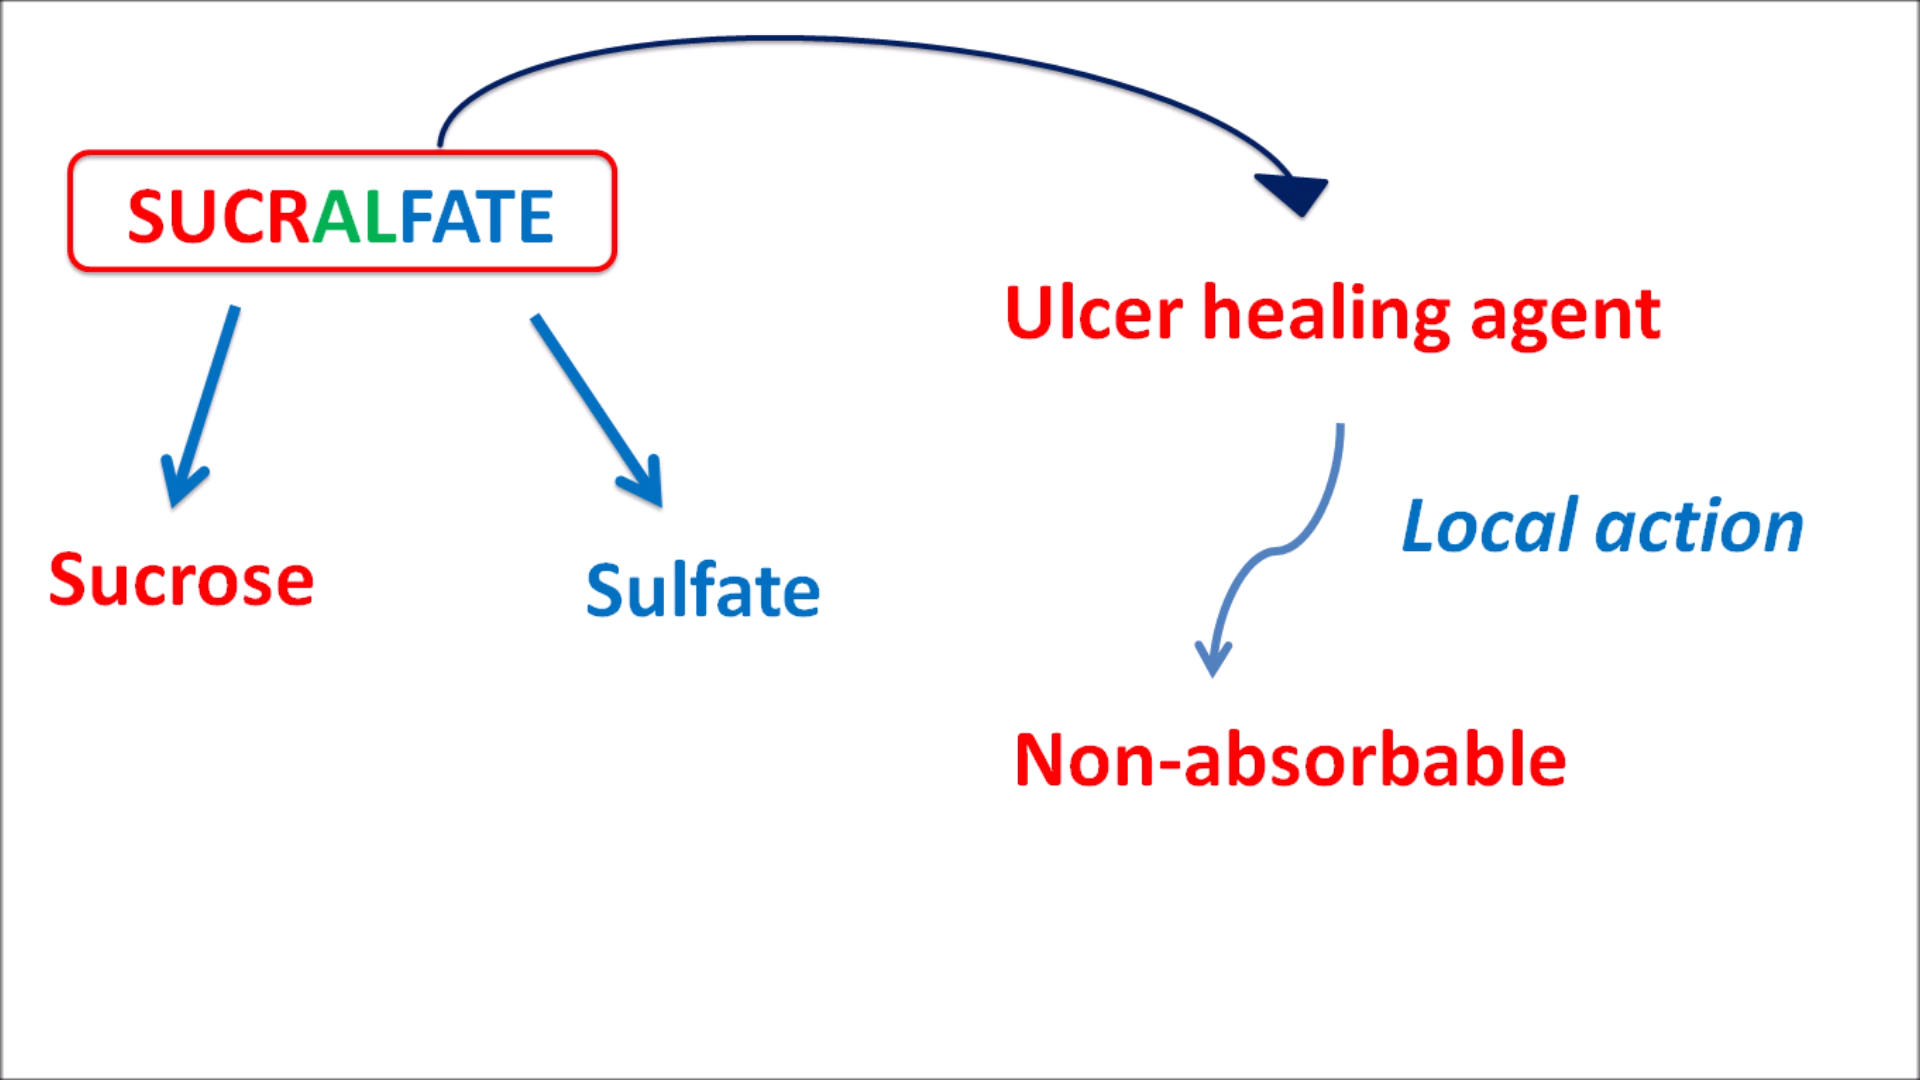 SUCRALFATE
Ulcer healing agent
Local action
Sucrose
Sulfate
Non-absorbable